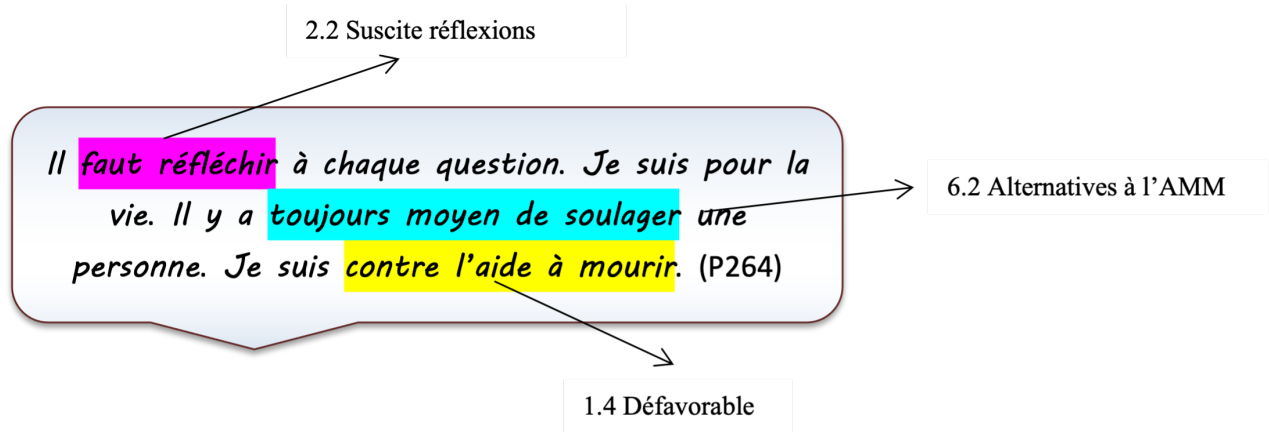 2.2 Suscite réflexions
Il faut réfléchir à chaque question. Je suis pour la
vie. Il y a toujours moyen de soulager une
personne. Je suis contre l’aide à mourir. (P264)
6.2 Alternatives à l’AMM
1.4 Défavorable